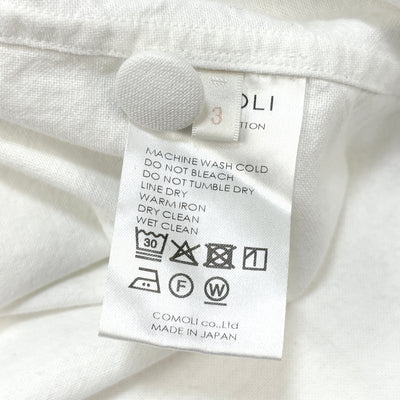 3
MOLI
TTON
MACHINE WASH COLD
DO NOT BLEACH
DO NOT TUMBLE DRY
LINE DRY
WARM IRON
DRY CLEAN
WET CLEAN
30
F W
COMOLI co.,Ltd
MADE IN JAPAN